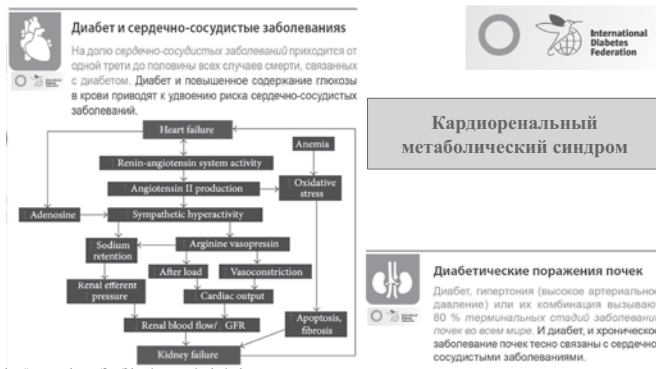 Диабет и сердечно-сосудистые заболеванияя
На долю сердечно-сосудистых заболеваний приходится от
одной трети до половины всех случаев смерти, связанных
с диабетом. Диабет и повышенное содержание глюкозы
в крови приводят к удвоению риска сердечно-сосудистых
заболеваний.
International
Diabetes
Federation
Кардиоренальный
метаболический синдром
Heart failure
Anemia
Renin-angiotensin system activity
Angiotensin II production
Oxidative
stress
Adenosine
Sympathetic hyperactivity
Sodium
retention
Arginine vasopressin
After load
Vasoconstriction
Renal efferent
pressure
Cardiac output
Renal blood flow/ GFR
Apoptosis,
fibrosis
Kidney failure
Диабетические поражения почек
Диабет, гипертония (высокое артериальное
давление) или их комбинация вызывают
80 % терминальных стадий заболеваний
почек во всем мире. И диабет, и хроническое
заболевание почек тесно связаны с сердечно-
сосудистыми заболеваниями.